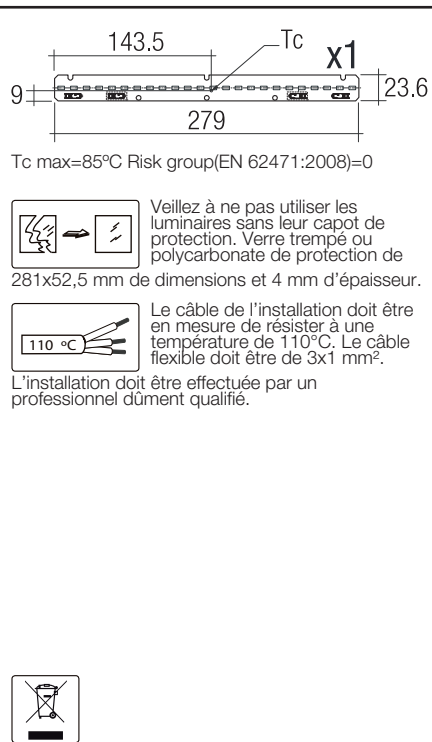 143.5
Tc
x1
9
23.6
279
Tc max=85ºC Risk group(EN 62471:2008)=0
Veillez à ne pas utiliser les
luminaires sans leur capot de
protection. Verre trempé ou
polycarbonate de protection de
281x52,5 mm de dimensions et 4 mm d’épaisseur.
110 ºC
Le câble de l’installation doit être
en mesure de résister à une
température de 110°C. Le câble
flexible doit être de 3x1 mm².
L’installation doit être effectuée par un
professionnel dûment qualifié.